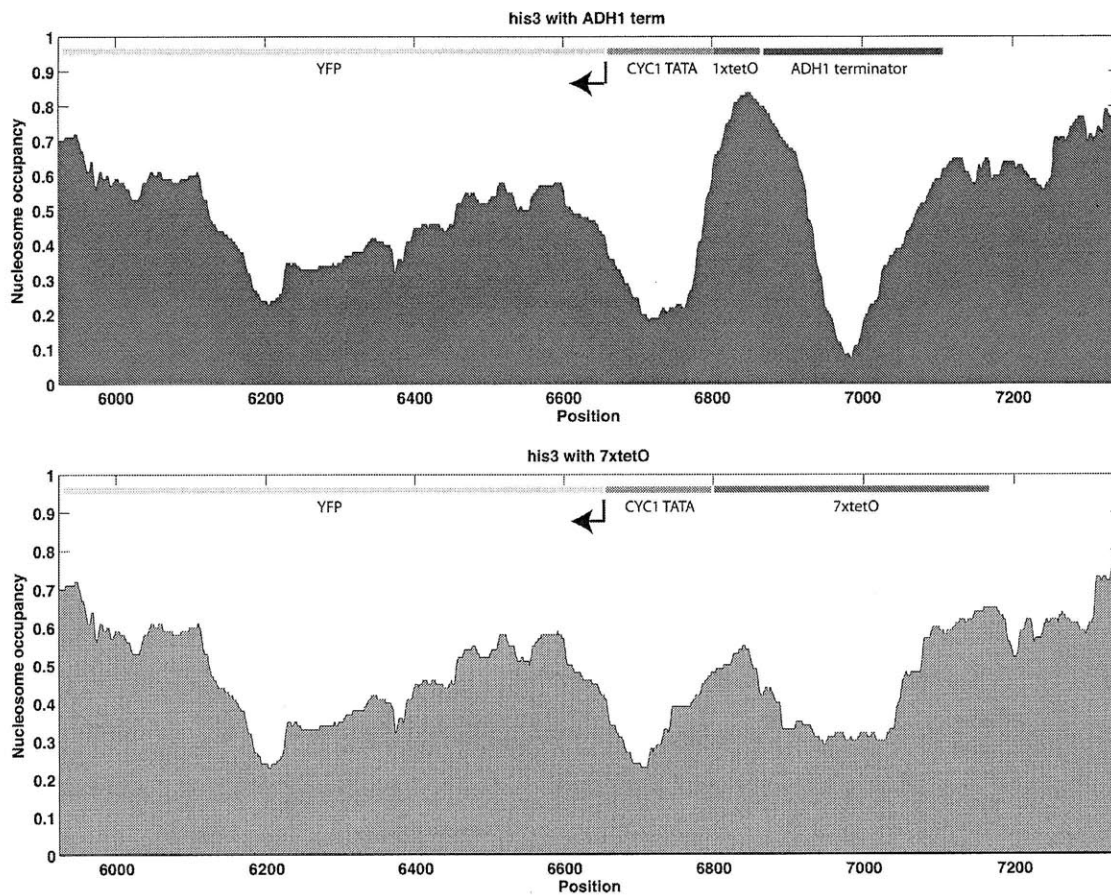 his3 with ADH1 term
1
0.9
0.8
0.7
0.6
0.5
0.4
0.3
0.2
0.1
0
Nucleosome occupancy
YFP
CYC1 TATA
1xtetO
ADH1 terminator
6000 6200 6400 6600 6800 7000 7200
Position
his3 with 7xtetO
1
0.9
0.8
0.7
0.6
0.5
0.4
0.3
0.2
0.1
0
Nucleosome occupancy
YFP
CYC1 TATA
7xtetO
6000 6200 6400 6600 6800 7000 7200
Position